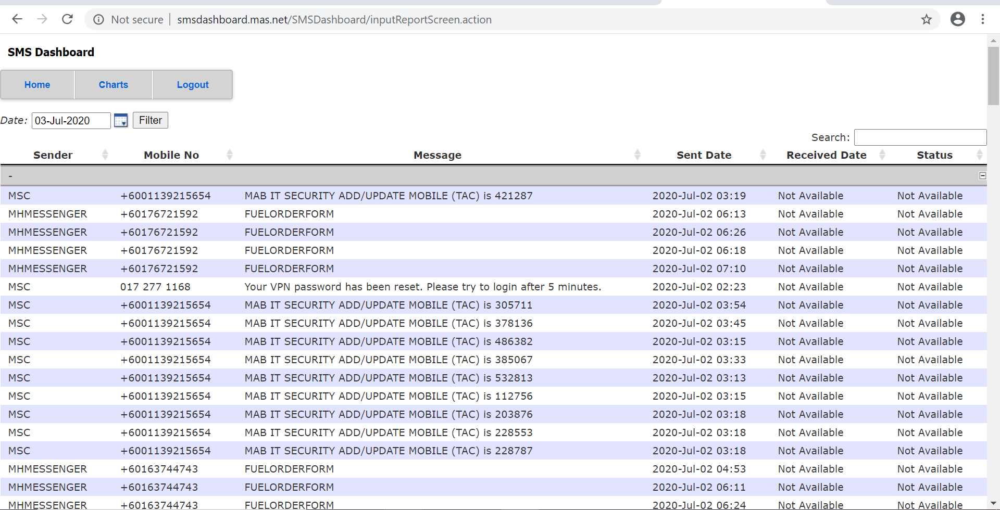 Not secure | smsdashboard.mas.net/SMSDashboard/inputReportScreen.action
SMS Dashboard
Home Charts Logout
Date: 03-Jul-2020 Filter
Search:
Sender Mobile No Message Sent Date Received Date Status
-
MSC +6001139215654 MAB IT SECURITY ADD/UPDATE MOBILE (TAC) is 421287 2020-Jul-02 03:19 Not Available Not Available
MHMESSENGER +60176721592 FUELORDERFORM 2020-Jul-02 06:13 Not Available Not Available
MHMESSENGER +60176721592 FUELORDERFORM 2020-Jul-02 06:26 Not Available Not Available
MHMESSENGER +60176721592 FUELORDERFORM 2020-Jul-02 06:18 Not Available Not Available
MHMESSENGER +60176721592 FUELORDERFORM 2020-Jul-02 07:10 Not Available Not Available
MSC 017 277 1168 Your VPN password has been reset. Please try to login after 5 minutes. 2020-Jul-02 02:23 Not Available Not Available
MSC +6001139215654 MAB IT SECURITY ADD/UPDATE MOBILE (TAC) is 305711 2020-Jul-02 03:54 Not Available Not Available
MSC +6001139215654 MAB IT SECURITY ADD/UPDATE MOBILE (TAC) is 378136 2020-Jul-02 03:45 Not Available Not Available
MSC +6001139215654 MAB IT SECURITY ADD/UPDATE MOBILE (TAC) is 486382 2020-Jul-02 03:15 Not Available Not Available
MSC +6001139215654 MAB IT SECURITY ADD/UPDATE MOBILE (TAC) is 385067 2020-Jul-02 03:33 Not Available Not Available
MSC +6001139215654 MAB IT SECURITY ADD/UPDATE MOBILE (TAC) is 532813 2020-Jul-02 03:13 Not Available Not Available
MSC +6001139215654 MAB IT SECURITY ADD/UPDATE MOBILE (TAC) is 112756 2020-Jul-02 03:15 Not Available Not Available
MSC +6001139215654 MAB IT SECURITY ADD/UPDATE MOBILE (TAC) is 203876 2020-Jul-02 03:18 Not Available Not Available
MSC +6001139215654 MAB IT SECURITY ADD/UPDATE MOBILE (TAC) is 228553 2020-Jul-02 03:18 Not Available Not Available
MSC +6001139215654 MAB IT SECURITY ADD/UPDATE MOBILE (TAC) is 228787 2020-Jul-02 03:18 Not Available Not Available
MHMESSENGER +60163744743 FUELORDERFORM 2020-Jul-02 04:53 Not Available Not Available
MHMESSENGER +60163744743 FUELORDERFORM 2020-Jul-02 06:11 Not Available Not Available
MHMESSENGER +60163744743 FUELORDERFORM 2020-Jul-02 06:24 Not Available Not Available